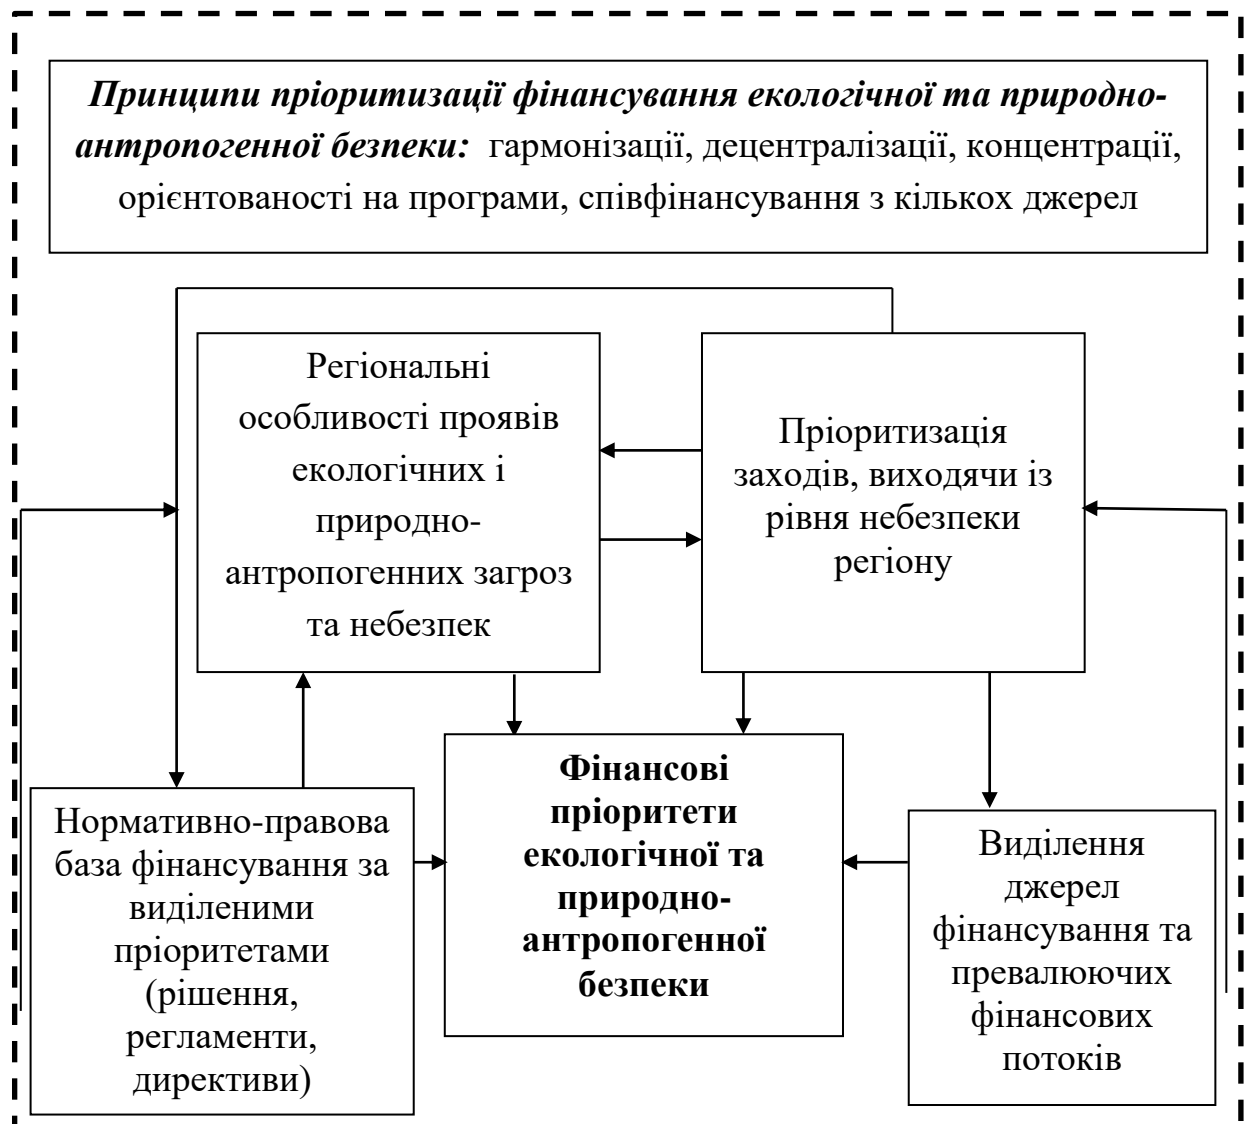 Принципи пріоритизації фінансування екологічної та природно-
антропогенної безпеки: гармонізації, децентралізації, концентрації,
орієнтованості на програми, співфінансування з кількох джерел
Регіональні
особливості проявів
екологічних і
природно-
антропогенних загроз
та небезпек
Пріоритизація
заходів, виходячи із
рівня небезпеки
регіону
Нормативно-правова
база фінансування за
виділеними
пріоритетами
(рішення,
регламенти,
директиви)
Фінансові
пріоритети
екологічної та
природно-
антропогенної
безпеки
Виділення
джерел
фінансування та
превалюючих
фінансових
потоків